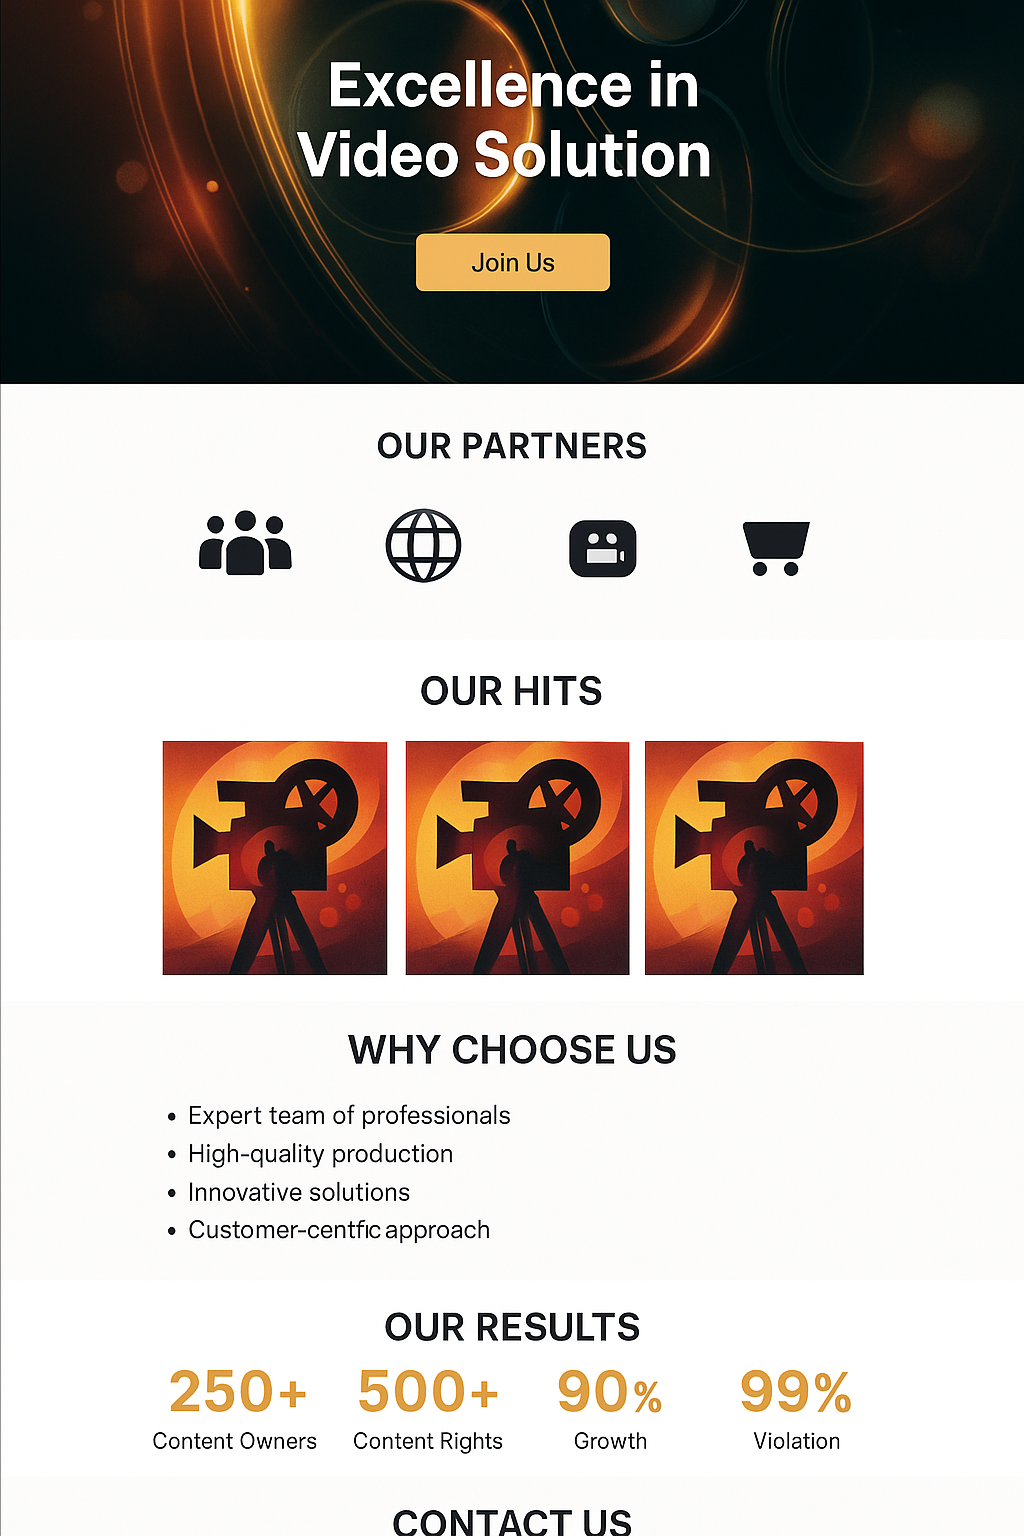 Excellence in
Video Solution
Join Us
OUR PARTNERS
OUR HITS
WHY CHOOSE US
• Expert team of professionals
• High-quality production
• Innovative solutions
• Customer-centfic approach
OUR RESULTS
250+ 500+ 90% 99%
Content Owners Content Rights Growth Violation
CONTACT US